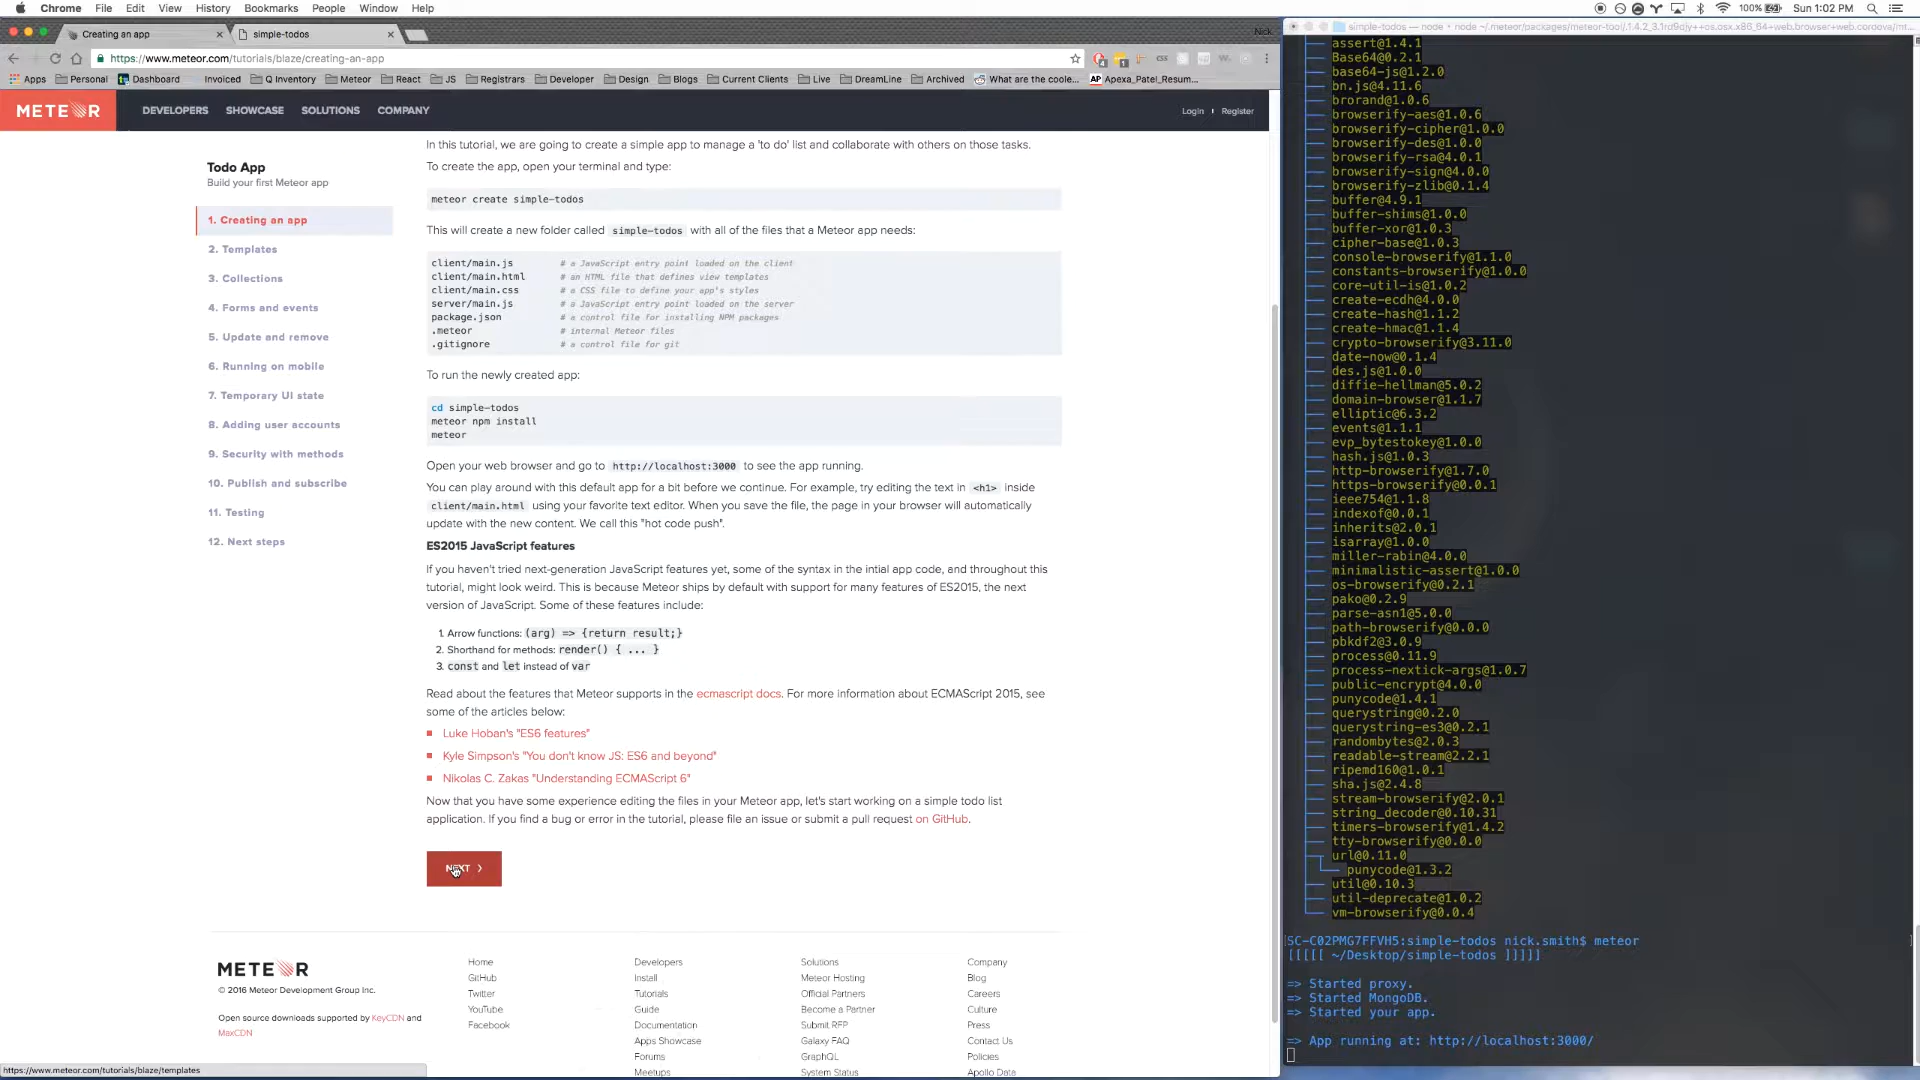 Chrome File Edit View History Bookmarks People Window Help
100% Sun 1:02 PM
Creating an app
simple-todos
Nick
https://www.meteor.com/tutorials/blaze/creating-an-app
Apps Personal Dashboard Invoiced Q Inventory Meteor React JS Registrars Developer Design Blogs Current Clients Live DreamLine Archived What are the coole... Apexa_Patel_Resum...
METEOR
DEVELOPERS SHOWCASE SOLUTIONS COMPANY
Login Register
Todo App
Build your first Meteor app
1. Creating an app
2. Templates
3. Collections
4. Forms and events
5. Update and remove
6. Running on mobile
7. Temporary UI state
8. Adding user accounts
9. Security with methods
10. Publish and subscribe
11. Testing
12. Next steps
In this tutorial, we are going to create a simple app to manage a 'to do' list and collaborate with others on those tasks.
To create the app, open your terminal and type:
meteor create simple-todos
This will create a new folder called simple-todos with all of the files that a Meteor app needs:
client/main.js # a JavaScript entry point loaded on the client
client/main.html # an HTML file that defines view templates
client/main.css # a CSS file to define your app's styles
server/main.js # a JavaScript entry point loaded on the server
package.json # a control file for installing NPM packages
.meteor # internal Meteor files
.gitignore # a control file for git
To run the newly created app:
cd simple-todos
meteor npm install
meteor
Open your web browser and go to http://localhost:3000 to see the app running.
You can play around with this default app for a bit before we continue. For example, try editing the text in <h1> inside
client/main.html using your favorite text editor. When you save the file, the page in your browser will automatically
update with the new content. We call this "hot code push".
ES2015 JavaScript features
If you haven't tried next-generation JavaScript features yet, some of the syntax in the intial app code, and throughout this
tutorial, might look weird. This is because Meteor ships by default with support for many features of ES2015, the next
version of JavaScript. Some of these features include:
1. Arrow functions: (arg) => {return result;}
2. Shorthand for methods: render() { ... }
3. const and let instead of var
Read about the features that Meteor supports in the ecmascript docs. For more information about ECMAScript 2015, see
some of the articles below:
Luke Hoban's "ES6 features"
Kyle Simpson's "You don't know JS: ES6 and beyond"
Nikolas C. Zakas "Understanding ECMAScript 6"
Now that you have some experience editing the files in your Meteor app, let's start working on a simple todo list
application. If you find a bug or error in the tutorial, please file an issue or submit a pull request on GitHub.
NEXT
METEOR
© 2016 Meteor Development Group Inc.
Open source downloads supported by KeyCDN and
MaxCDN
Home
GitHub
Twitter
YouTube
Facebook
Developers
Install
Tutorials
Guide
Documentation
Apps Showcase
Forums
Meetups
Solutions
Meteor Hosting
Official Partners
Become a Partner
Submit RFP
Galaxy FAQ
GraphQL
System Status
Company
Blog
Careers
Culture
Press
Contact Us
Policies
Apollo Data
https://www.meteor.com/tutorials/blaze/templates
assert@1.4.1
Base64@0.2.1
base64-js@1.2.0
bn.js@4.11.6
brorand@1.0.6
browserify-aes@1.0.6
browserify-cipher@1.0.0
browserify-des@1.0.0
browserify-rsa@4.0.1
browserify-sign@4.0.0
browserify-zlib@0.1.4
buffer@4.9.1
buffer-shims@1.0.0
buffer-xor@1.0.3
cipher-base@1.0.3
console-browserify@1.1.0
constants-browserify@1.0.0
core-util-is@1.0.2
create-ecdh@4.0.0
create-hash@1.1.2
create-hmac@1.1.4
crypto-browserify@3.11.0
date-now@0.1.4
des.js@1.0.0
diffie-hellman@5.0.2
domain-browser@1.1.7
elliptic@6.3.2
events@1.1.1
evp_bytestokey@1.0.0
hash.js@1.0.3
http-browserify@1.7.0
https-browserify@0.0.1
ieee754@1.1.8
indexof@0.0.1
inherits@2.0.1
isarray@1.0.0
miller-rabin@4.0.0
minimalistic-assert@1.0.0
os-browserify@0.2.1
pako@0.2.9
parse-asn1@5.0.0
path-browserify@0.0.0
pbkdf2@3.0.9
process@0.11.9
process-nextick-args@1.0.7
public-encrypt@4.0.0
punycode@1.4.1
querystring@0.2.0
querystring-es3@0.2.1
randombytes@2.0.3
readable-stream@2.2.1
ripemd160@1.0.1
sha.js@2.4.8
stream-browserify@2.0.1
string_decoder@0.10.31
timers-browserify@1.4.2
tty-browserify@0.0.0
url@0.11.0
punycode@1.3.2
util@0.10.3
util-deprecate@1.0.2
vm-browserify@0.0.4
SC-C02PMG7FFVH5:simple-todos nick.smith$ meteor
[[[[[ ~/Desktop/simple-todos ]]]]]
=> Started proxy.
=> Started MongoDB.
=> Started your app.
=> App running at: http://localhost:3000/